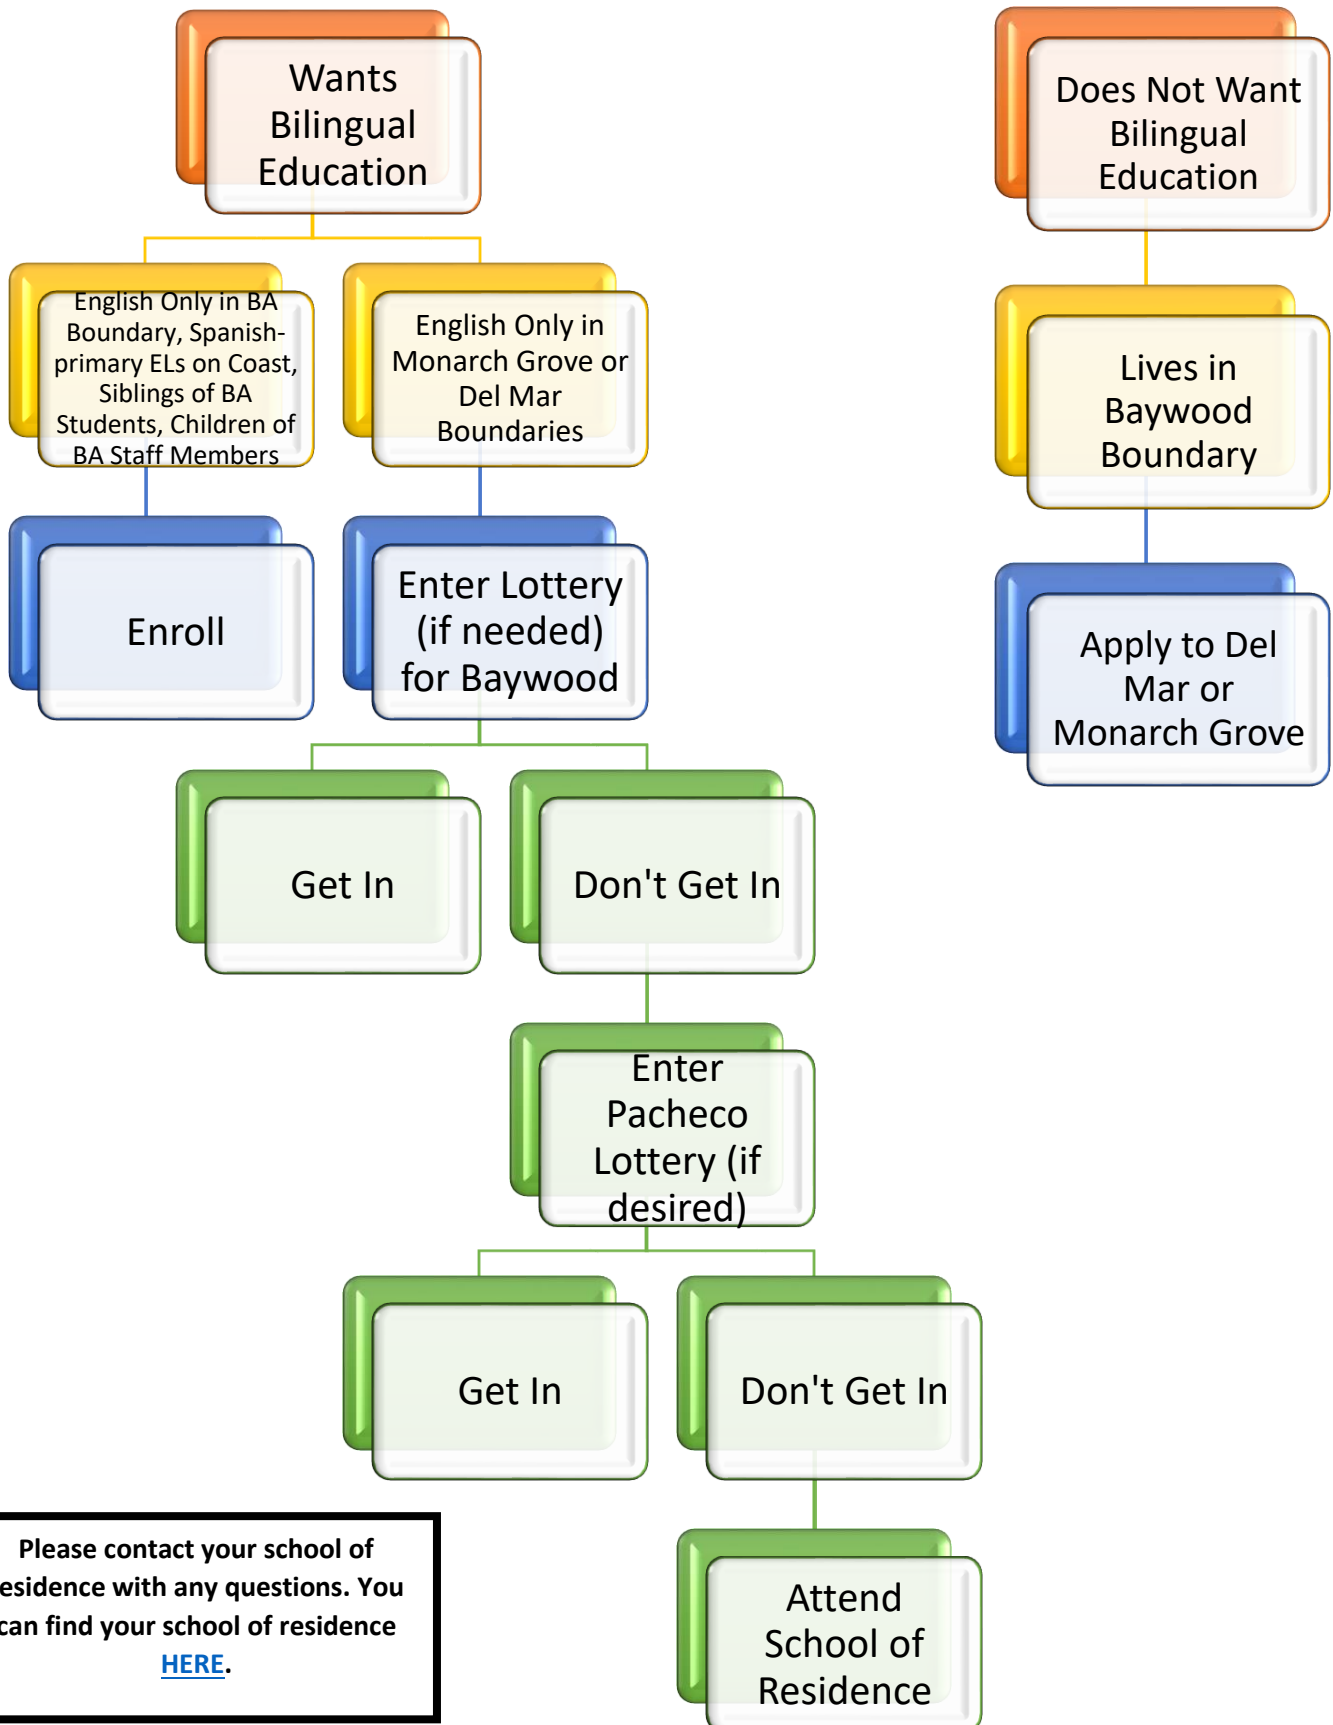 Wants
Bilingual
Education
Does Not Want
Bilingual
Education
English Only in BA
Boundary, Spanish-
primary ELs on Coast,
Siblings of BA
Students, Children of
BA Staff Members
English Only in
Monarch Grove or
Del Mar
Boundaries
Lives in
Baywood
Boundary
Enroll
Enter Lottery
(if needed)
for Baywood
Apply to Del
Mar or
Monarch Grove
Get In
Don't Get In
Enter
Pacheco
Lottery (if
desired)
Get In
Don't Get In
Attend
School of
Residence
Please contact your school of
esidence with any questions. You
can find your school of residence
HERE.